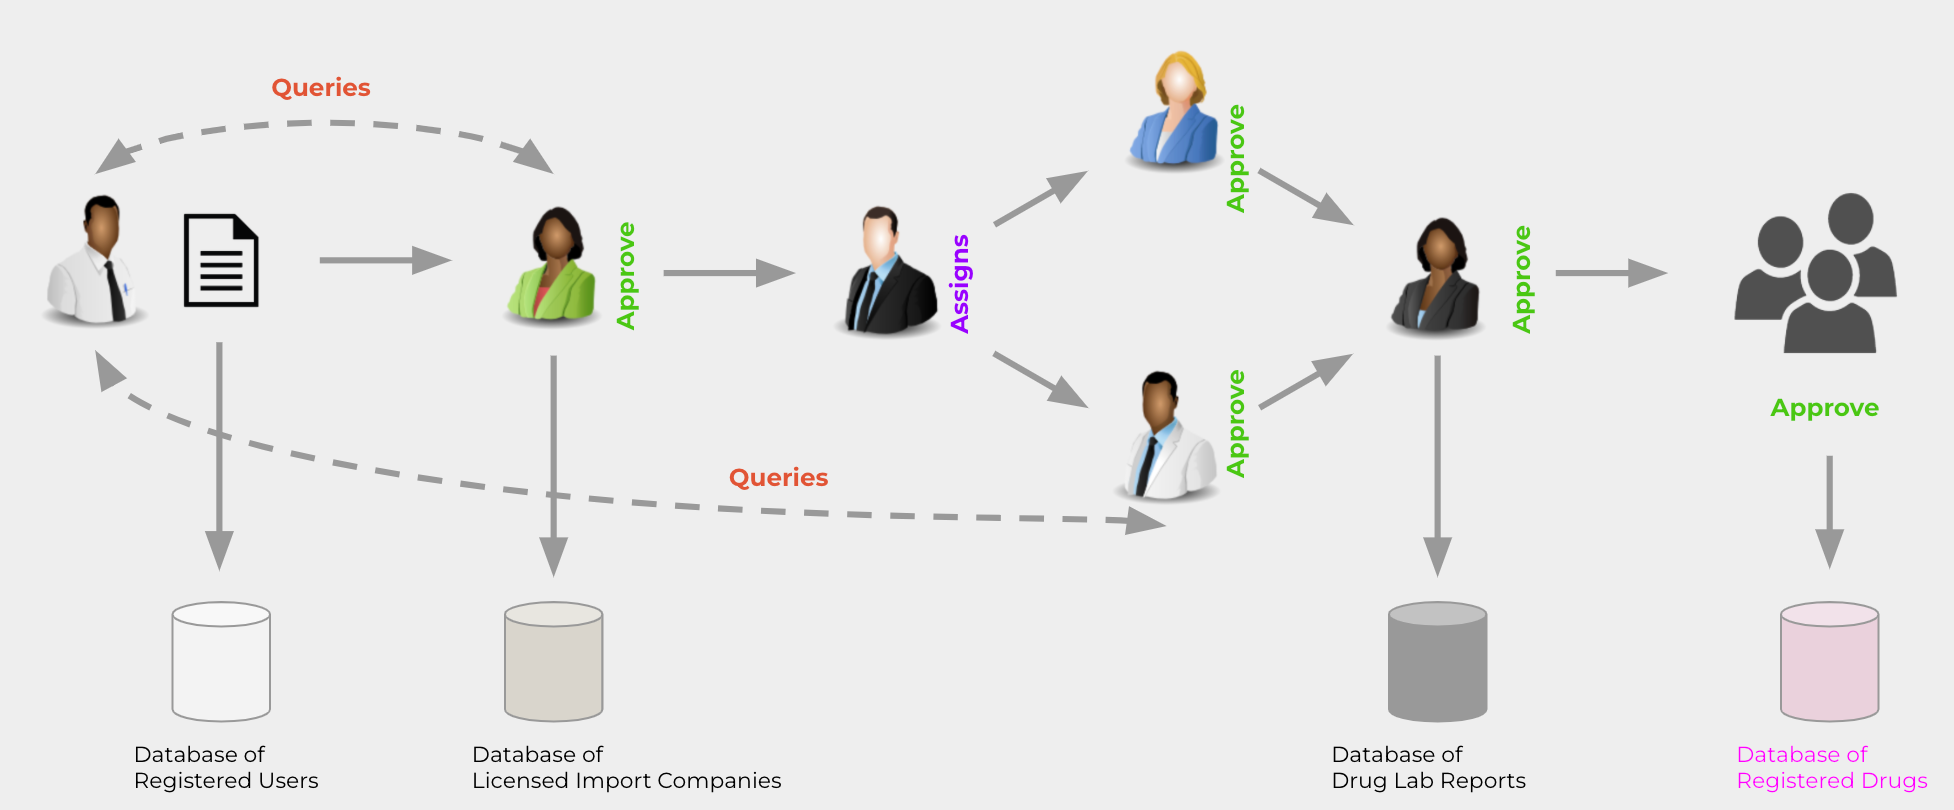 Queries
Approve
Approve
Assigns
Approve
Approve
Approve
Queries
Database of
Registered Users
Database of
Licensed Import Companies
Database of
Drug Lab Reports
Database of
Registered Drugs